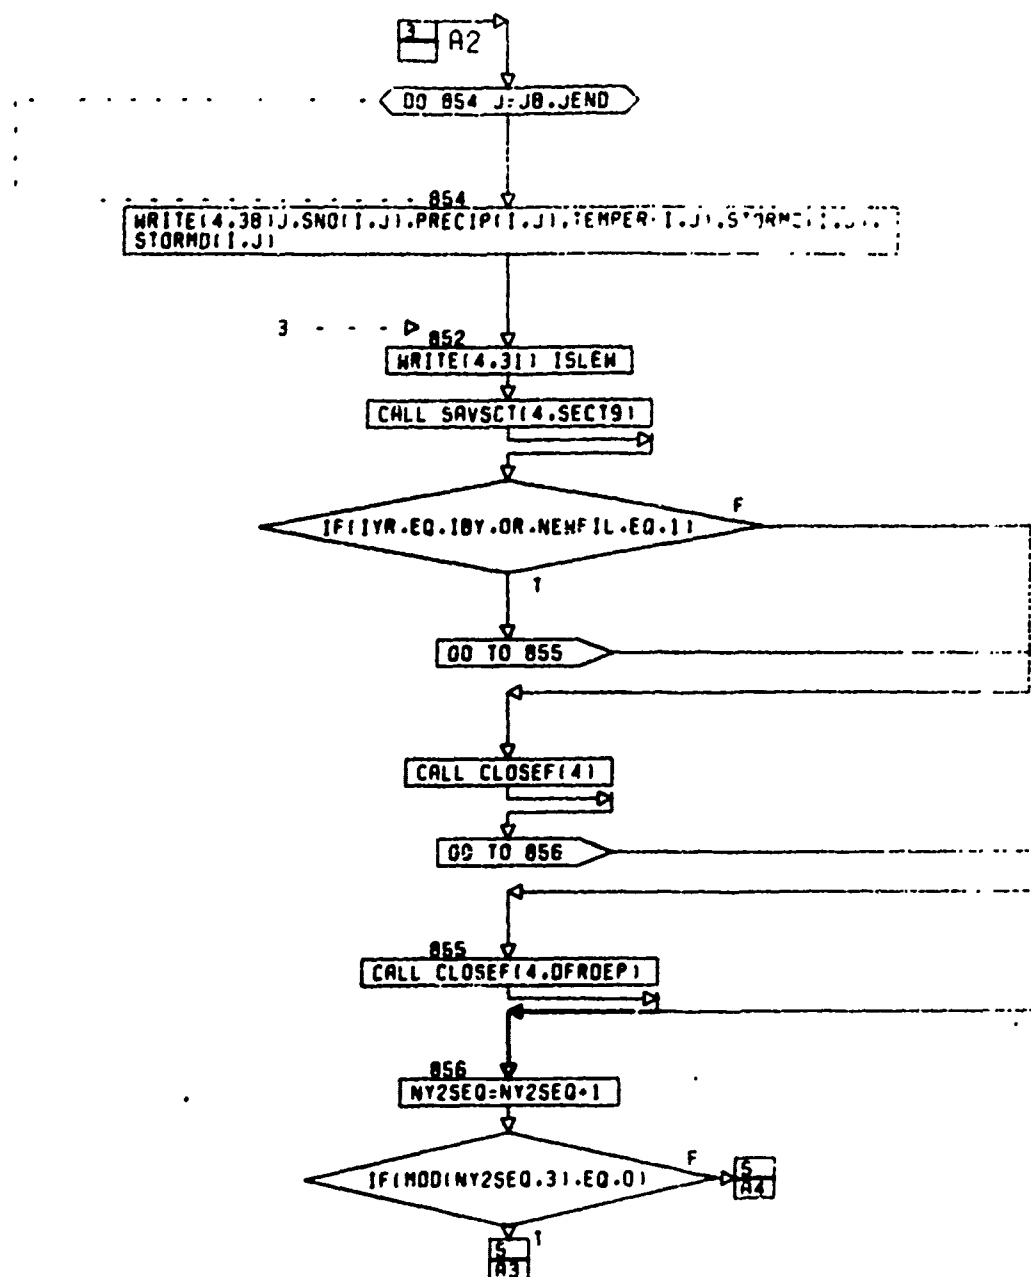 3
A2
DO 854 J=JB.JEND
854
WRITE(4.38)J.SNO(I.J).PRECIP(I.J).TEMPER(I.J).
STORMD(I.J)
3
852
WRITE(4.31) ISLEW
CALL SAVSCT(4.SECT9)
F
IF(IYR.EQ.IBY.OR.NEWFIL.EQ.1)
T
GO TO 855
CALL CLOSEF(4)
GO TO 856
855
CALL CLOSEF(4.DFRDEP)
856
NY2SEQ=NY2SEQ+1
F
IF(MOD(NY2SEQ.3).EQ.0)
5
A4
T
5
A3